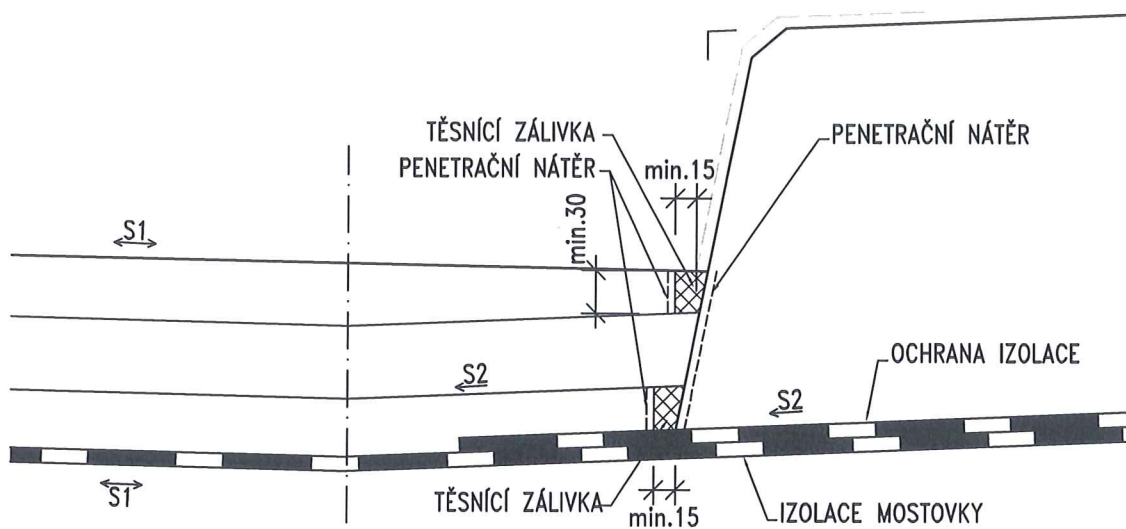 TĚSNÍCÍ ZÁLIVKA
PENETRAČNÍ NÁTĚR
min.15
PENETRAČNÍ NÁTĚR
min.30
S1
OCHRANA IZOLACE
S2
S2
S1
TĚSNÍCÍ ZÁLIVKA
min.15
IZOLACE MOSTOVKY